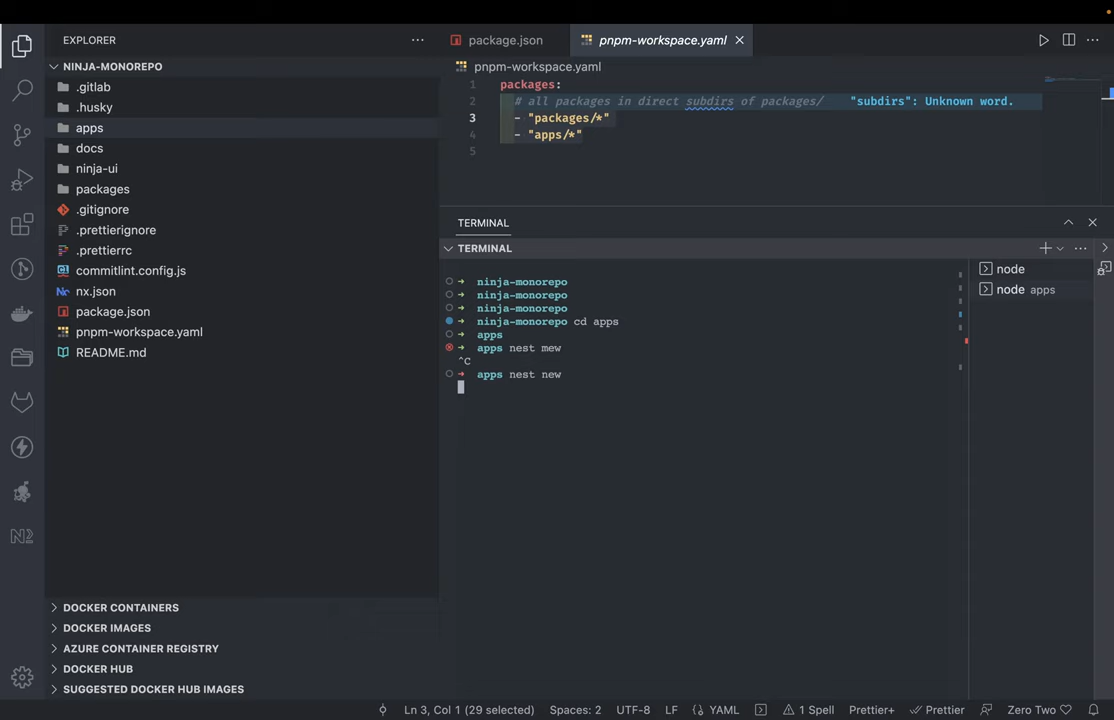 EXPLORER
NINJA-MONOREPO
.gitlab
.husky
apps
docs
ninja-ui
packages
.gitignore
.prettierignore
.prettierrc
commitlint.config.js
nx.json
package.json
pnpm-workspace.yaml
README.md
DOCKER CONTAINERS
DOCKER IMAGES
AZURE CONTAINER REGISTRY
DOCKER HUB
SUGGESTED DOCKER HUB IMAGES
package.json
pnpm-workspace.yaml
pnpm-workspace.yaml
1 packages:
2 # all packages in direct subdirs of packages/ "subdirs": Unknown word.
3 - "packages/*"
4 - "apps/*"
5
TERMINAL
TERMINAL
ninja-monorepo
ninja-monorepo
ninja-monorepo
ninja-monorepo cd apps
apps
apps nest mew
^C
apps nest new
node
node apps
Ln 3, Col 1 (29 selected) Spaces: 2 UTF-8 LF {} YAML 1 Spell Prettier+ Prettier Zero Two